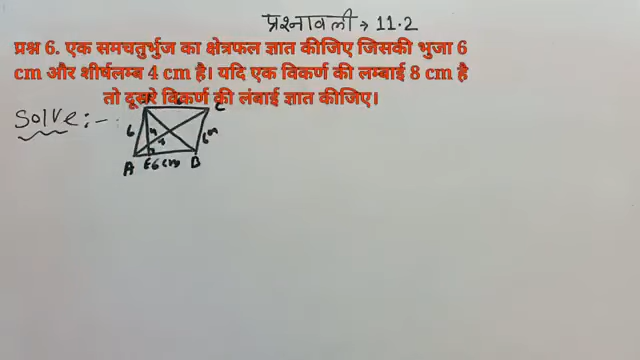 प्रश्नावली → 11.2
प्रश्न 6. एक समचतुर्भुज का क्षेत्रफल ज्ञात कीजिए जिसकी भुजा 6
cm और शीर्षलम्ब 4 cm है। यदि एक विकर्ण की लम्बाई 8 cm है
तो दूसरे विकर्ण की लंबाई ज्ञात कीजिए।
Solve:-
C
6
A E 6cm B